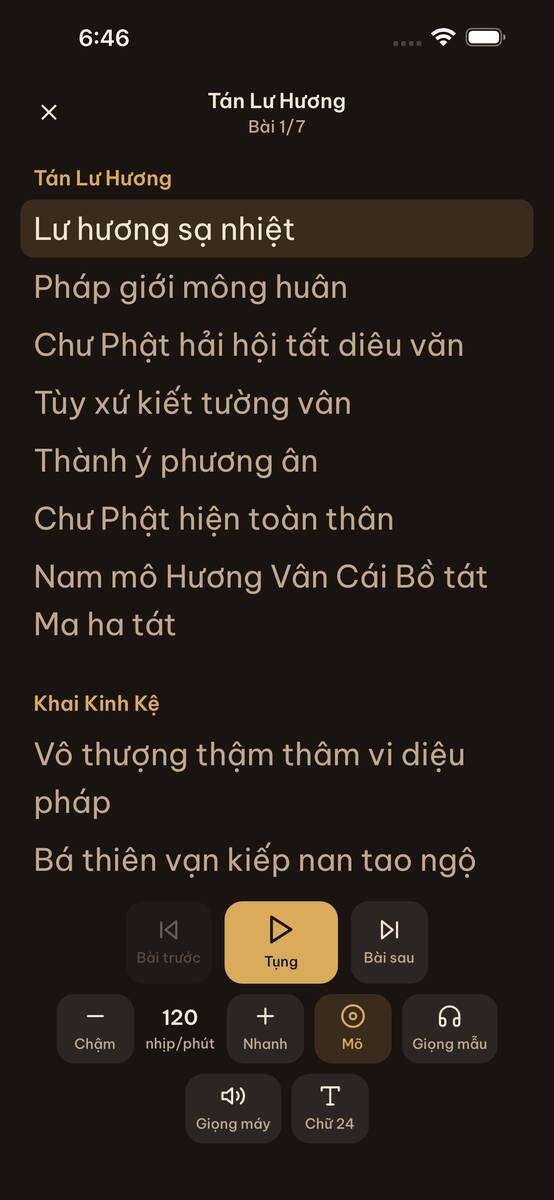 6:46
Tán Lư Hương
Bài 1/7
Tán Lư Hương
Lư hương sạ nhiệt
Pháp giới mông huân
Chư Phật hải hội tất diêu văn
Tùy xứ kiết tường vân
Thành ý phương ân
Chư Phật hiện toàn thân
Nam mô Hương Vân Cái Bồ tát
Ma ha tát
Khai Kinh Kệ
Vô thượng thậm thâm vi diệu
pháp
Bá thiên vạn kiếp nan tao ngộ
Bài trước
Tụng
Bài sau
Chậm
120
nhịp/phút
Nhanh
Mõ
Giọng mẫu
Giọng máy
Chữ 24